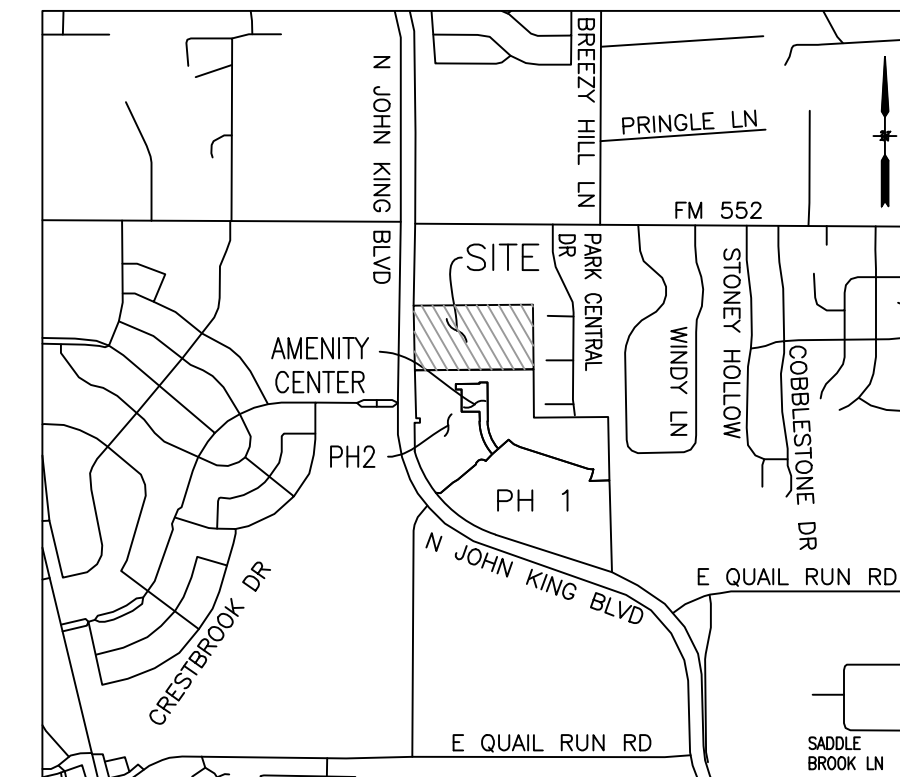 N JOHN KING BLVD
BREEZY HILL LN
PRINGLE LN
FM 552
SITE
PARK CENTRAL
DR
STONEY HOLLOW
WINDY LN
COBBLESTONE DR
AMENITY
CENTER
PH2
PH 1
N JOHN KING BLVD
E QUAIL RUN RD
CRESTBROOK DR
E QUAIL RUN RD
SADDLE
BROOK LN